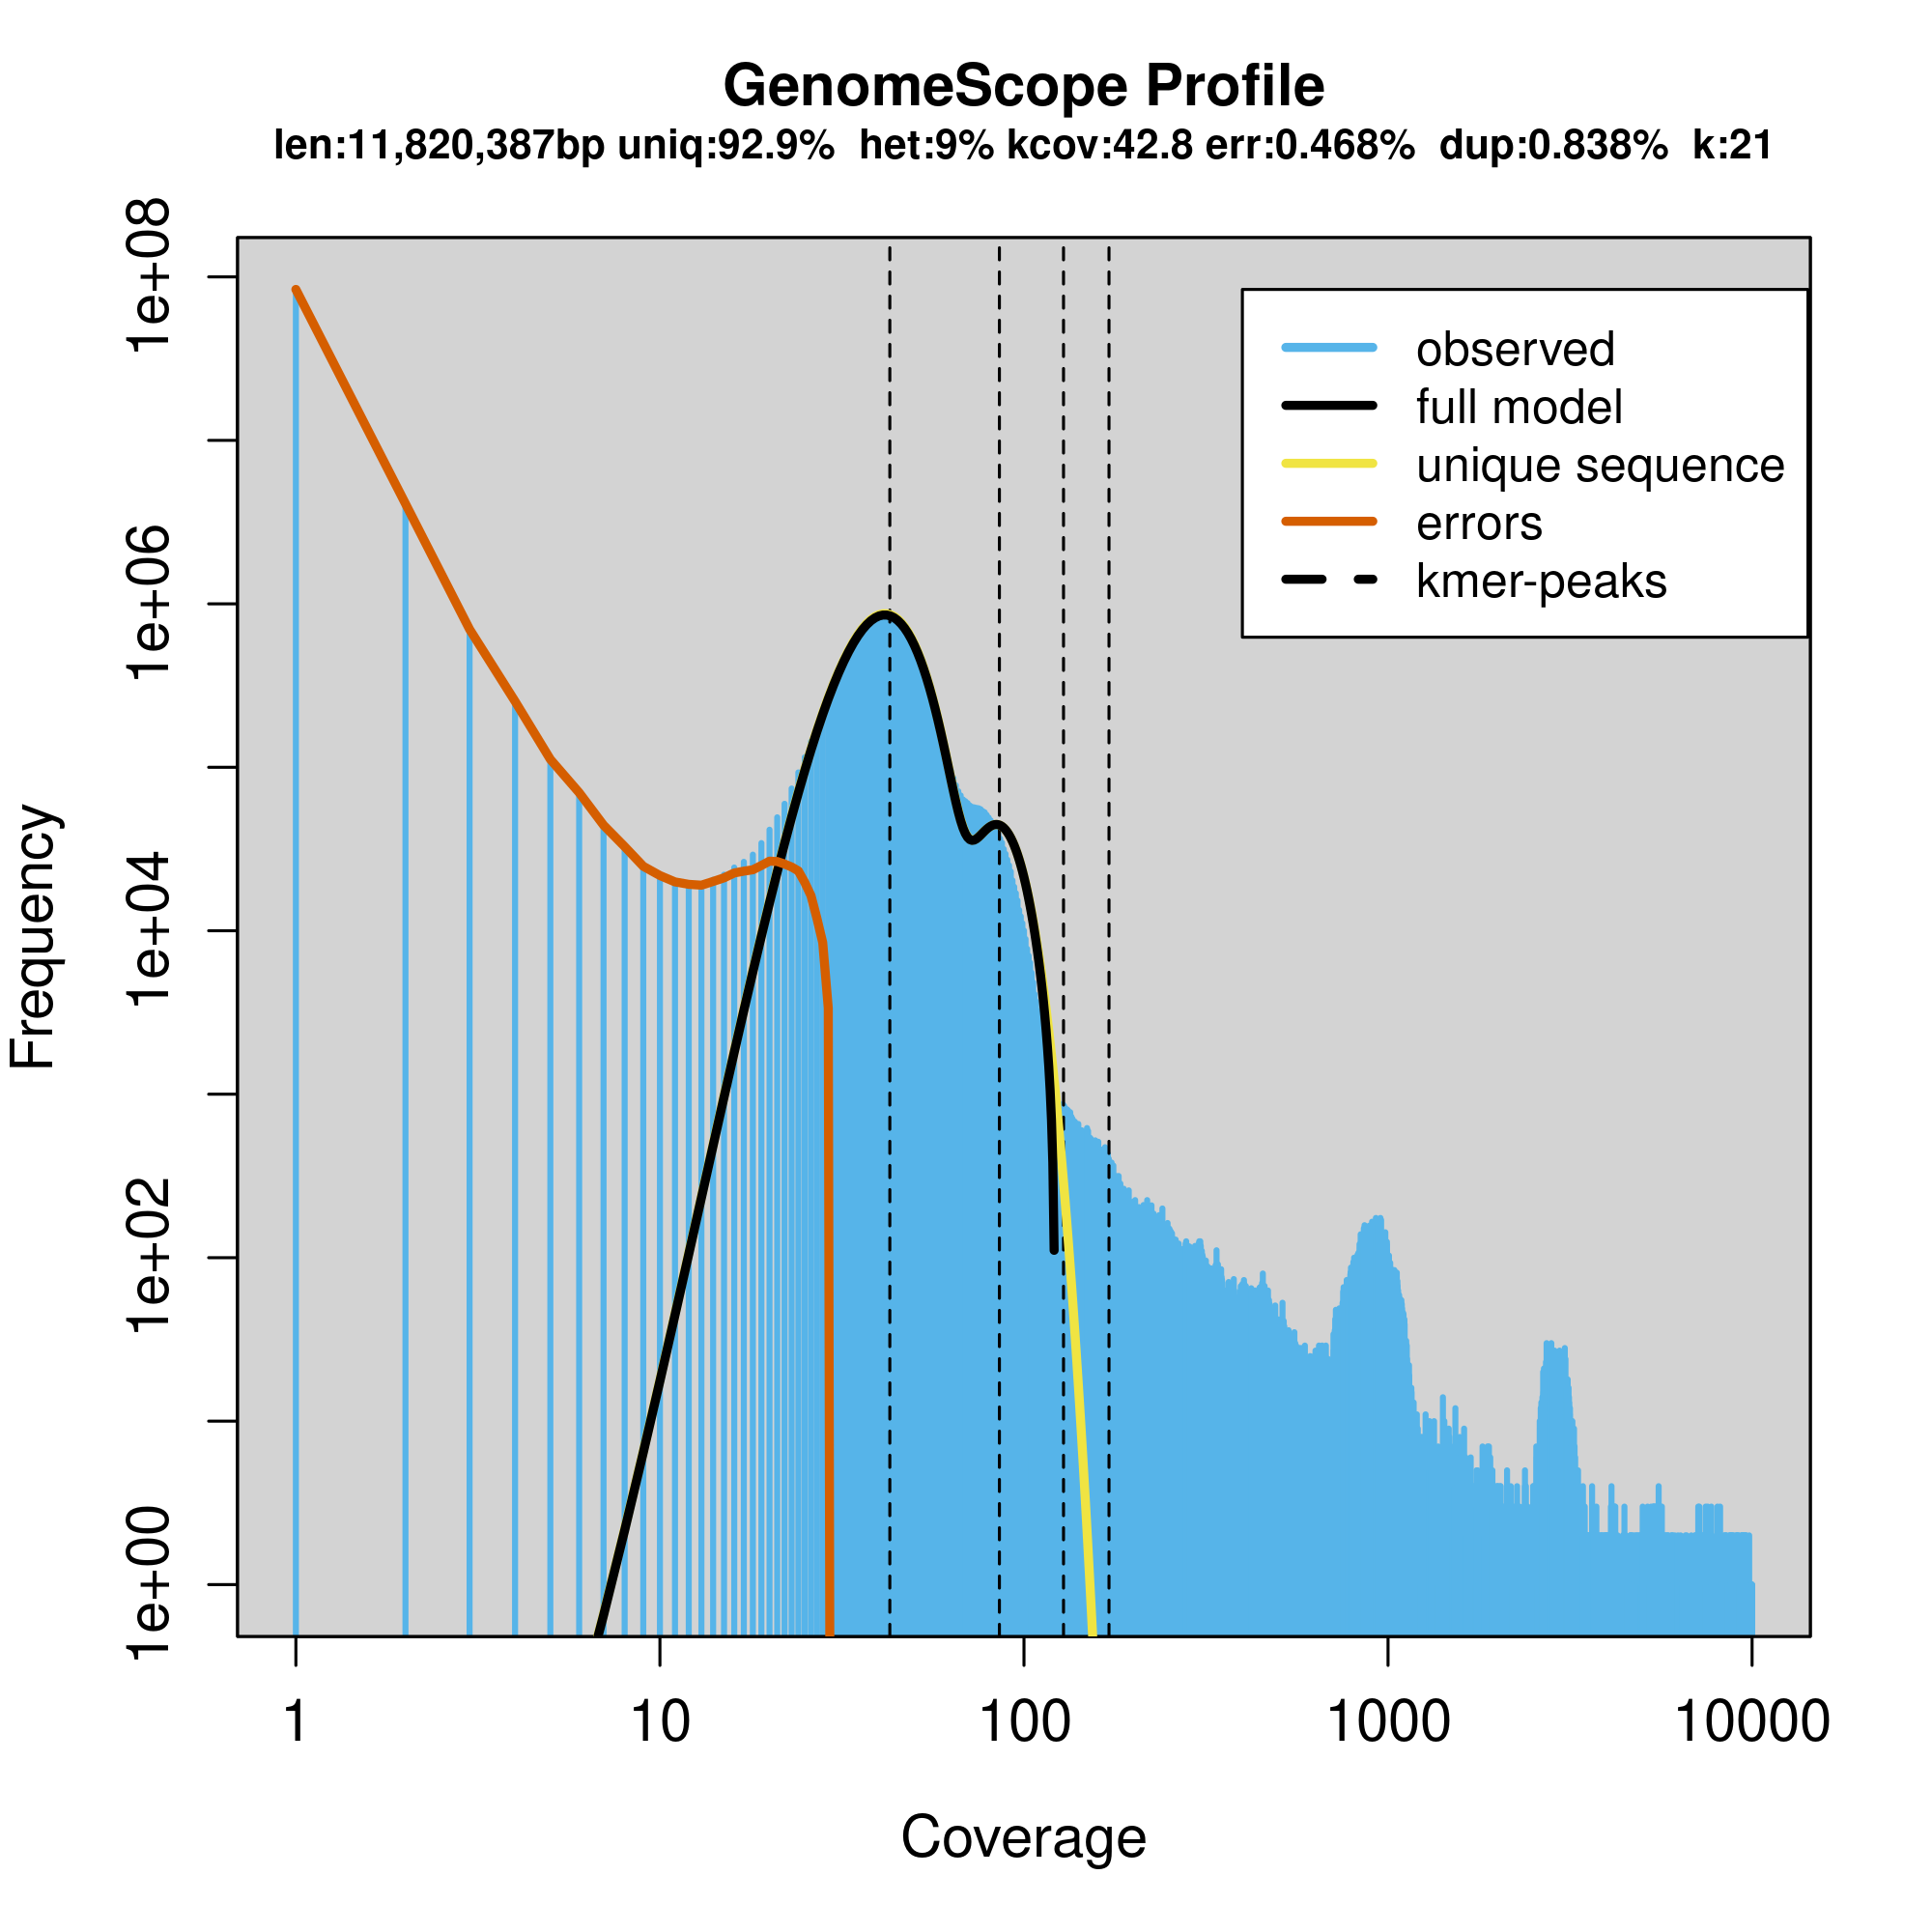 GenomeScope Profile
len:11,820,387bp uniq:92.9% het:9% kcov:42.8 err:0.468% dup:0.838% k:21
1e+08
1e+06
1e+04
1e+02
1e+00
Frequency
observed
full model
unique sequence
errors
kmer-peaks
1 10 100 1000 10000
Coverage